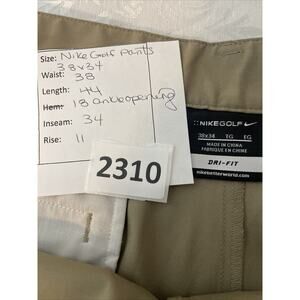 Size: Nike Golf Pants
38x34
Waist: 38
Length: 44
Hem: 18 ankle opening
Inseam: 34
Rise: 11
2310
::NIKEGOLF
38x34 TG EG
MADE IN CHINA
FABRIQUE EN CHINE
DRI-FIT
nikebetterworld.com